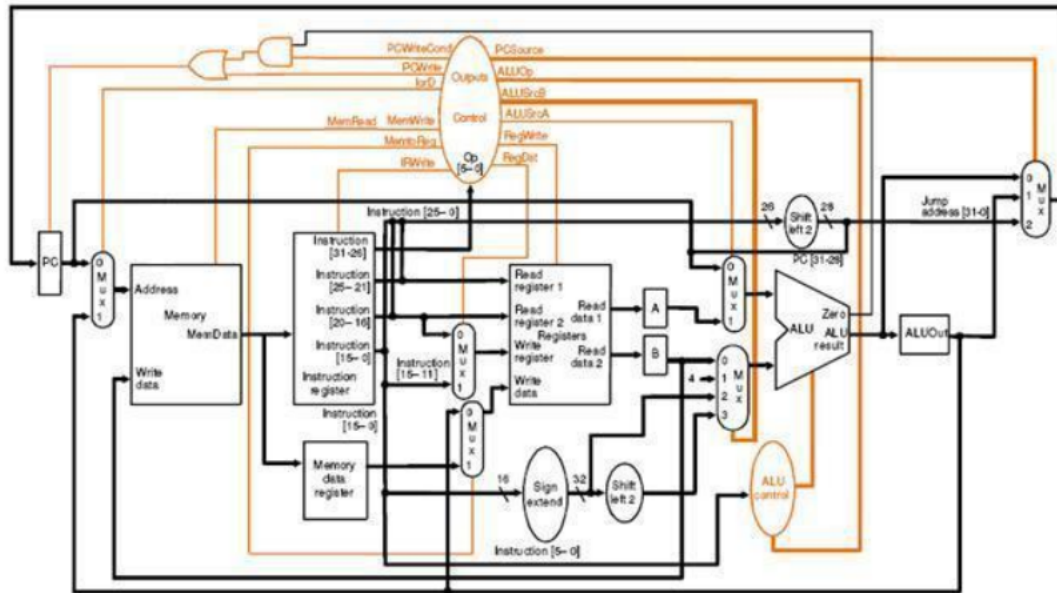 PCWriteCond
PCSource
PCWrite
Outputs
ALUOp
IorD
ALUSrcB
ALUSrcA
MemRead
MemWrite
Control
RegWrite
MemtoReg
Op
[5–0]
RegDst
IRWrite
Instruction [25–0]
26
Shift
left 2
28
Jump
address [31-0]
0
1
2
M
u
x
PC
0
M
u
x
1
Address
Memory
MemData
Write
data
Instruction
[31-26]
Instruction
[25–21]
Instruction
[20–16]
Instruction
[15–0]
Instruction
register
Instruction
[15–0]
Instruction
[15–11]
0
M
u
x
1
0
M
u
x
1
Memory
data
register
Read
register 1
Read
register 2
Registers
Write
register
Write
data
Read
data 1
Read
data 2
A
B
PC [31-28]
0
M
u
x
1
4
0
1
2
3
M
u
x
Zero
ALU
ALU
result
ALUOut
16
Sign
extend
32
Shift
left 2
ALU
control
Instruction [5–0]